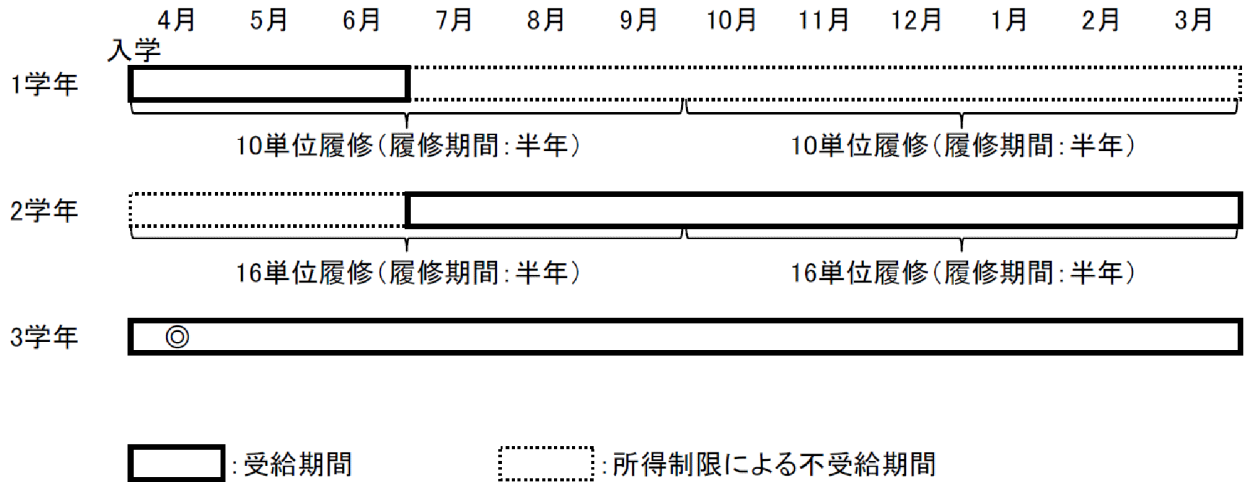 4月 5月 6月 7月 8月 9月 10月 11月 12月 1月 2月 3月
入学
1学年
10単位履修(履修期間:半年) 10単位履修(履修期間:半年)
2学年
16単位履修(履修期間:半年) 16単位履修(履修期間:半年)
3学年 ◎
:受給期間 :所得制限による不受給期間